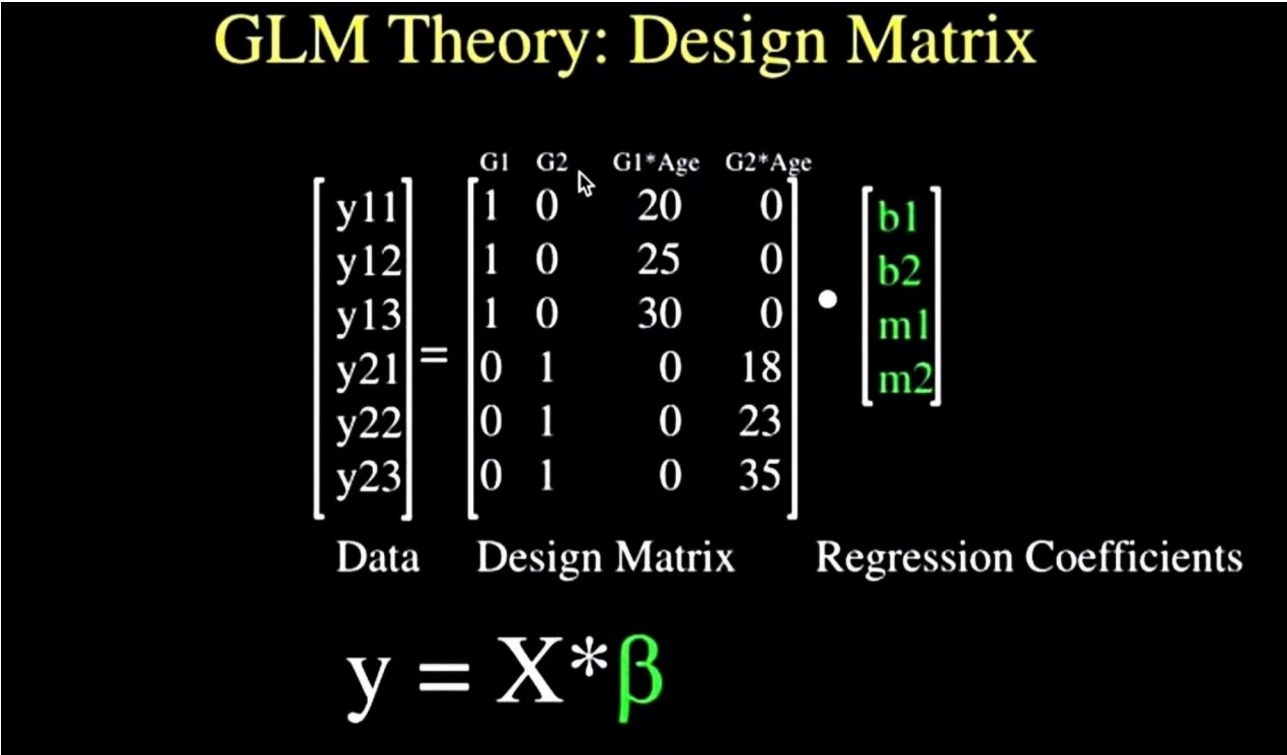 GLM Theory: Design Matrix
G1 G2 G1*Age G2*Age
y11 1 0 20 0 b1
y12 1 0 25 0 b2
y13 1 0 30 0 m1
y21 = 0 1 0 18 m2
y22 0 1 0 23
y23 0 1 0 35
Data Design Matrix Regression Coefficients
y = X*β